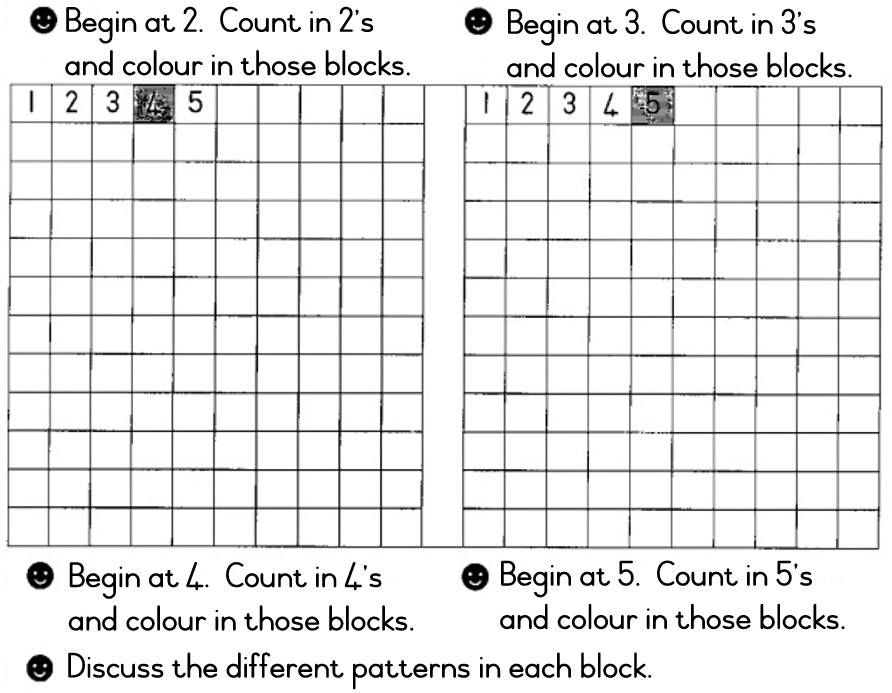 Begin at 2. Count in 2's
and colour in those blocks.
Begin at 3. Count in 3's
and colour in those blocks.
1 2 3 4 5
1 2 3 4 5
Begin at 4. Count in 4's
and colour in those blocks.
Begin at 5. Count in 5's
and colour in those blocks.
Discuss the different patterns in each block.